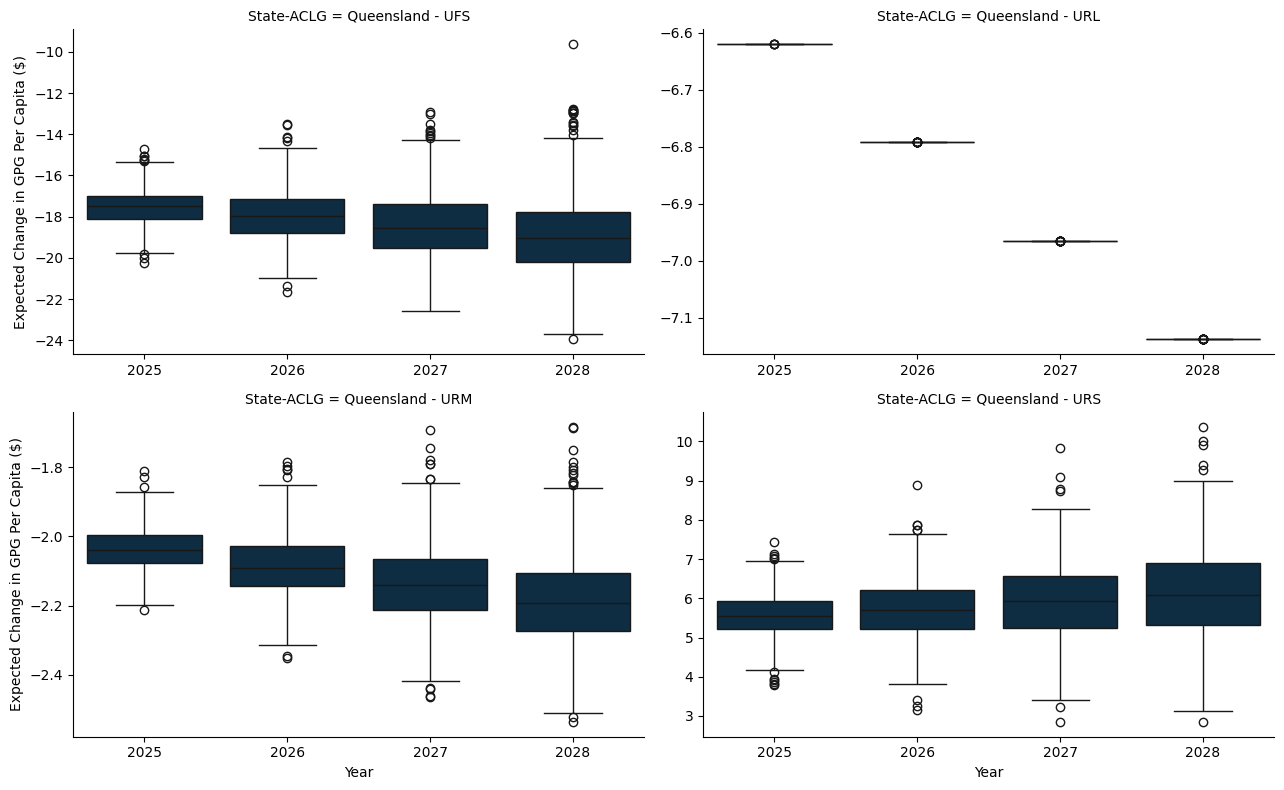 State-ACLG = Queensland - UFS
Expected Change in GPG Per Capita ($)
−10
−12
−14
−16
−18
−20
−22
−24
2025 2026 2027 2028
State-ACLG = Queensland - URL
−6.6
−6.7
−6.8
−6.9
−7.0
−7.1
2025 2026 2027 2028
State-ACLG = Queensland - URM
Expected Change in GPG Per Capita ($)
−1.8
−2.0
−2.2
−2.4
2025 2026 2027 2028
Year
State-ACLG = Queensland - URS
10
9
8
7
6
5
4
3
2025 2026 2027 2028
Year